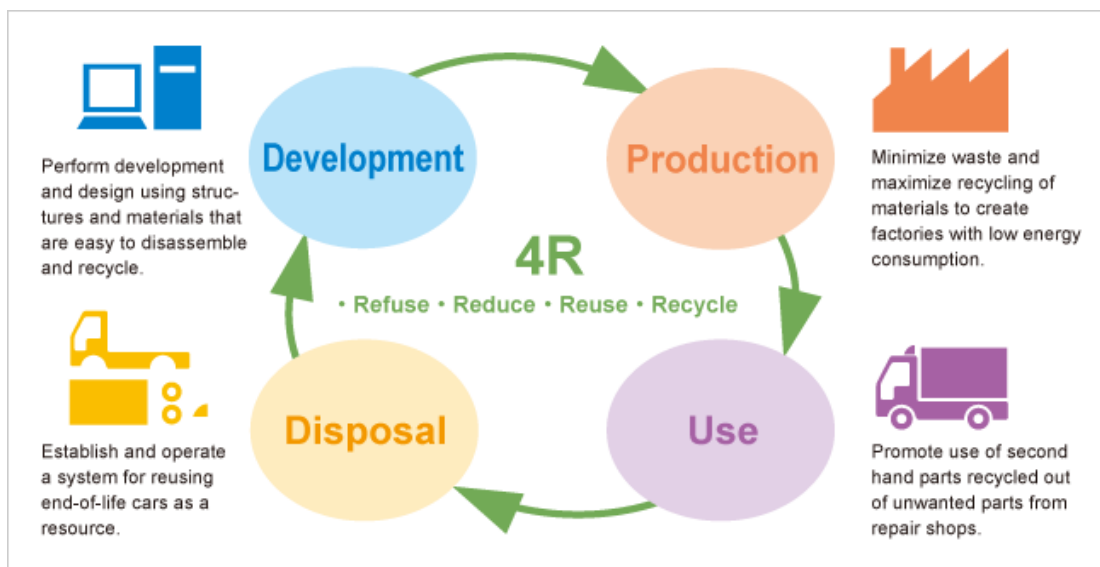 Development
Perform development
and design using struc-
tures and materials that
are easy to disassemble
and recycle.
Production
Minimize waste and
maximize recycling of
materials to create
factories with low energy
consumption.
4R
・Refuse・Reduce・Reuse・Recycle
Disposal
Establish and operate
a system for reusing
end-of-life cars as a
resource.
Use
Promote use of second
hand parts recycled out
of unwanted parts from
repair shops.